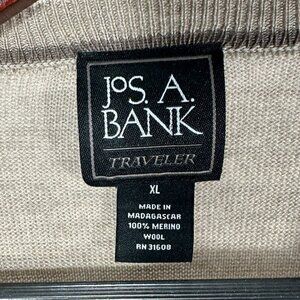 JOS. A.
BANK
TRAVELER
XL
MADE IN
MADAGASCAR
100% MERINO
WOOL
RN 31608